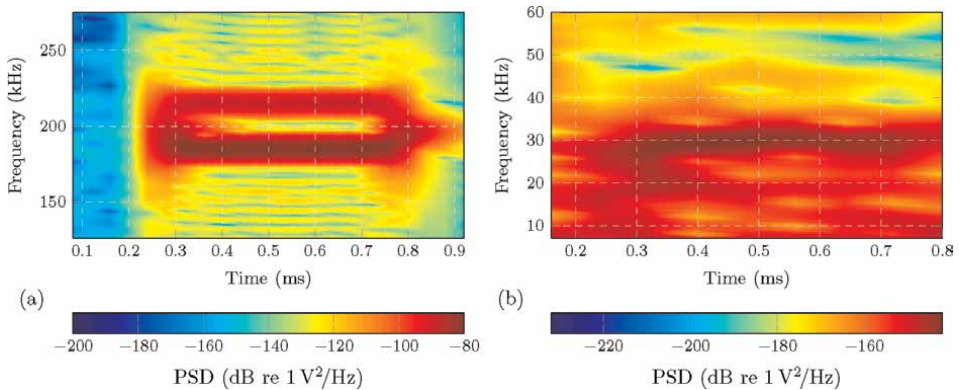 250
200
150
Frequency (kHz)
0.1 0.2 0.3 0.4 0.5 0.6 0.7 0.8 0.9
Time (ms)
(a)
−200 −180 −160 −140 −120 −100 −80
PSD (dB re 1 V²/Hz)
60
50
40
30
20
10
Frequency (kHz)
0.2 0.3 0.4 0.5 0.6 0.7 0.8
Time (ms)
(b)
−220 −200 −180 −160
PSD (dB re 1 V²/Hz)